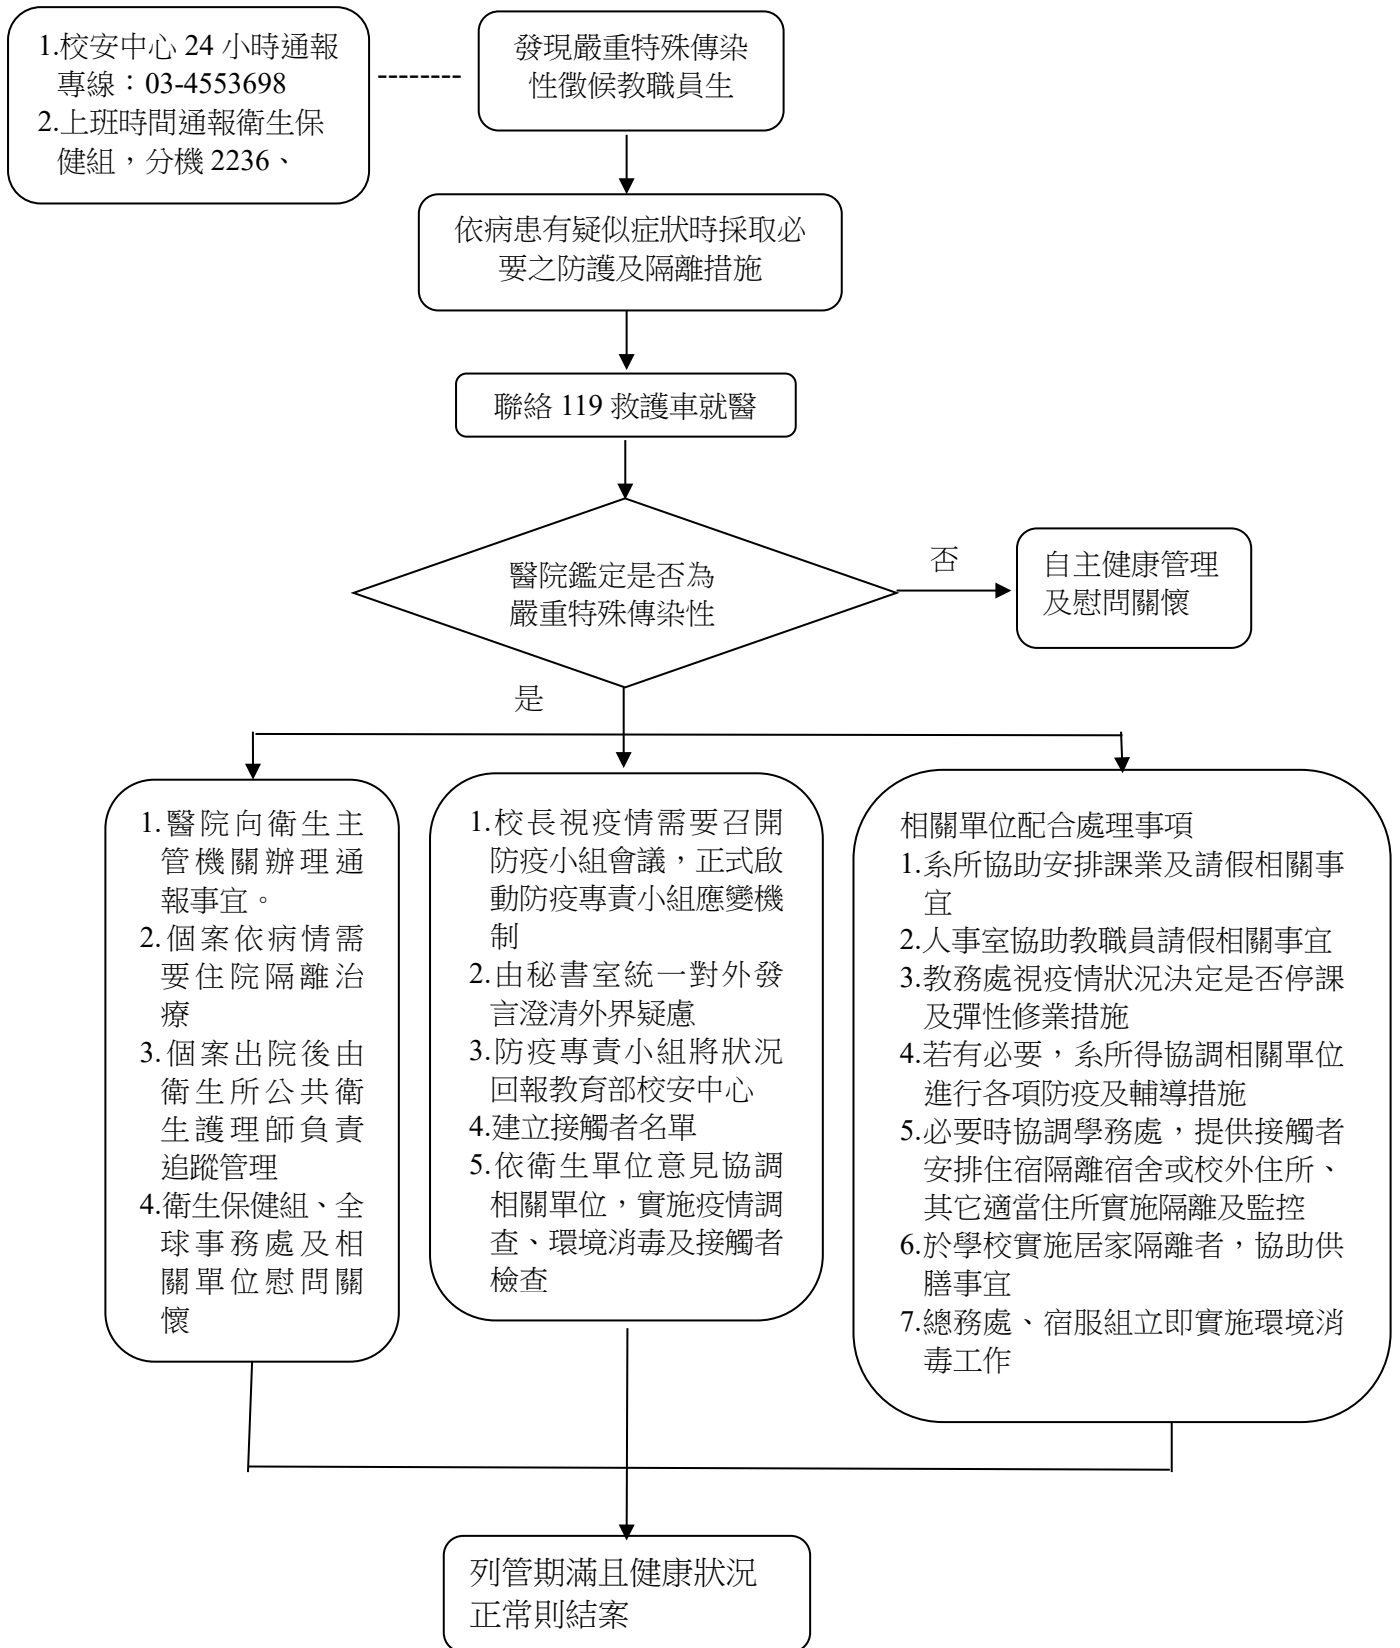 1.校安中心 24 小時通報
專線：03-4553698
2.上班時間通報衛生保
健組，分機 2236、
--------
發現嚴重特殊傳染
性徵候教職員生
依病患有疑似症狀時採取必
要之防護及隔離措施
聯絡 119 救護車就醫
醫院鑑定是否為
嚴重特殊傳染性
否
自主健康管理
及慰問關懷
是
1.醫院向衛生主
管機關辦理通
報事宜。
2.個案依病情需
要住院隔離治
療
3.個案出院後由
衛生所公共衛
生護理師負責
追蹤管理
4.衛生保健組、全
球事務處及相
關單位慰問關
懷
1.校長視疫情需要召開
防疫小組會議，正式啟
動防疫專責小組應變機
制
2.由秘書室統一對外發
言澄清外界疑慮
3.防疫專責小組將狀況
回報教育部校安中心
4.建立接觸者名單
5.依衛生單位意見協調
相關單位，實施疫情調
查、環境消毒及接觸者
檢查
相關單位配合處理事項
1.系所協助安排課業及請假相關事
宜
2.人事室協助教職員請假相關事宜
3.教務處視疫情狀況決定是否停課
及彈性修業措施
4.若有必要，系所得協調相關單位
進行各項防疫及輔導措施
5.必要時協調學務處，提供接觸者
安排住宿隔離宿舍或校外住所、
其它適當住所實施隔離及監控
6.於學校實施居家隔離者，協助供
膳事宜
7.總務處、宿服組立即實施環境消
毒工作
列管期滿且健康狀況
正常則結案